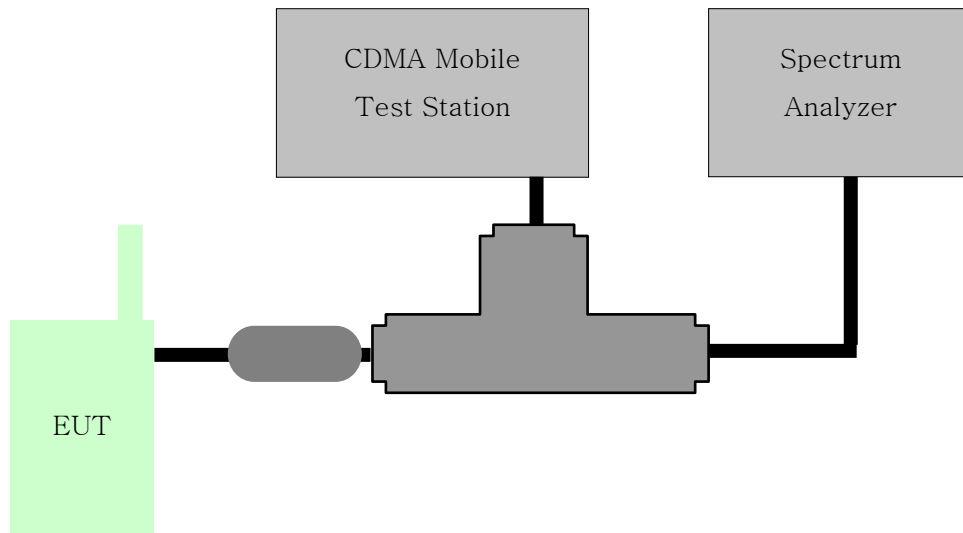 CDMA Mobile
Test Station
Spectrum
Analyzer
EUT